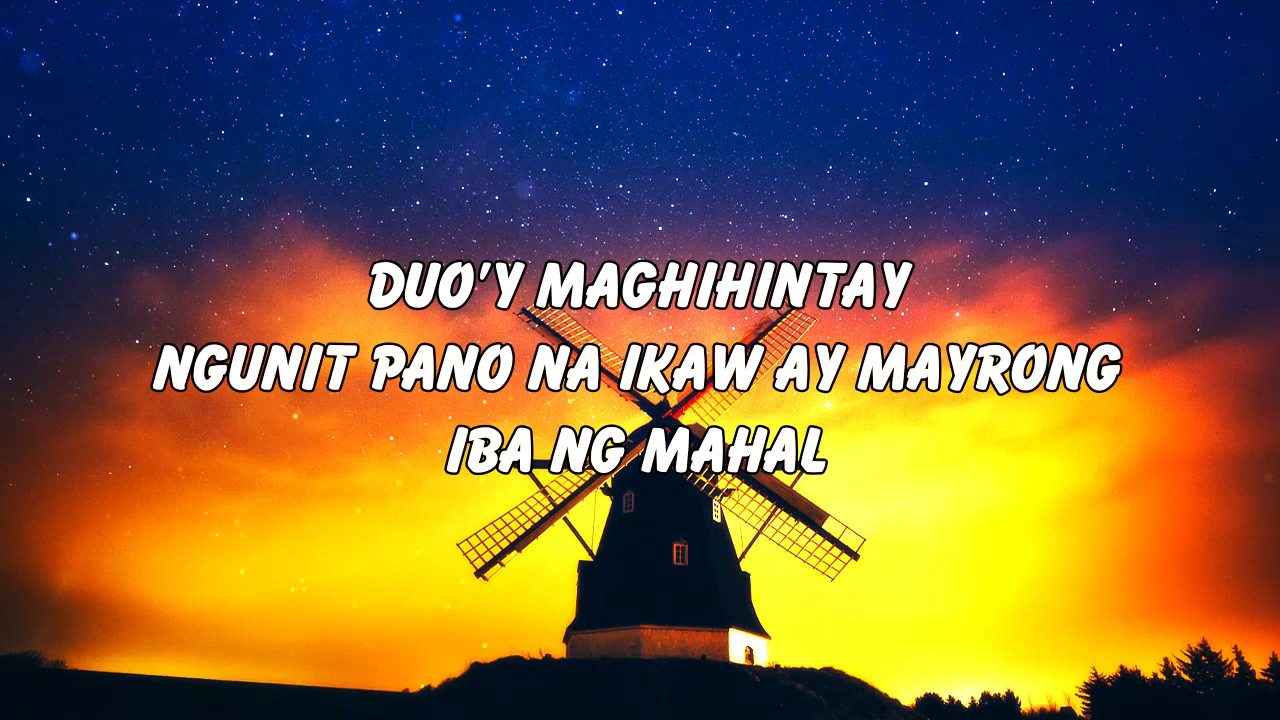 DUO'Y MAGHIHINTAY
NGUNIT PANO NA IKAW AY MAYRONG
IBA NG MAHAL